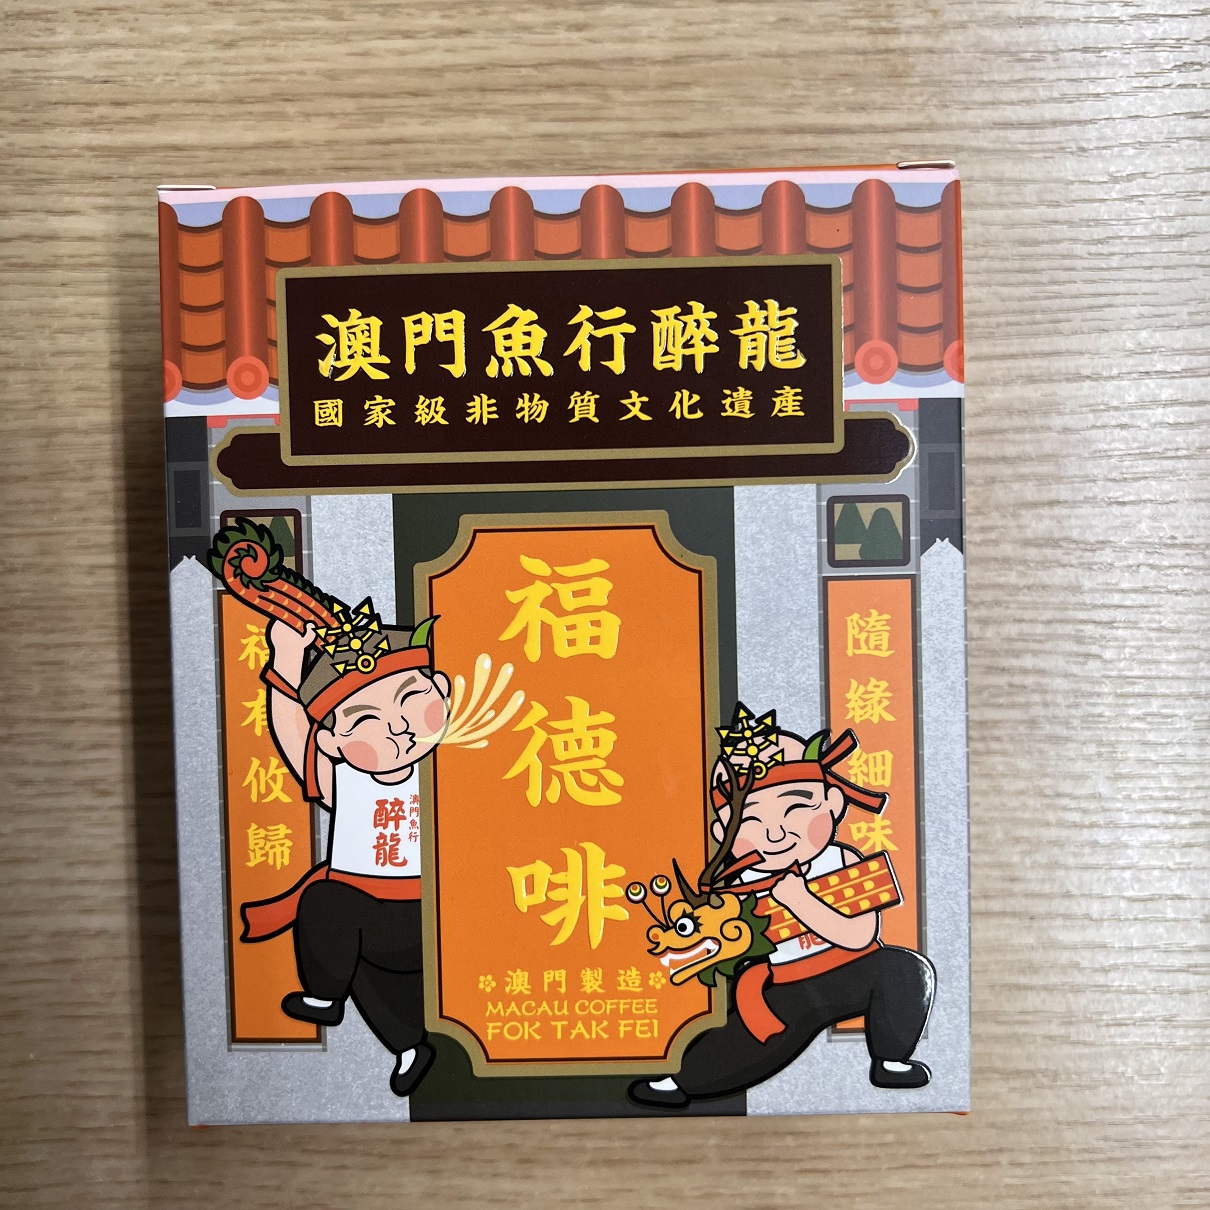 澳門魚行醉龍
國家級非物質文化遺產
福德啡
澳門製造
MACAU COFFEE
FOK TAK FEI
福有攸歸
隨緣細味
澳門魚行
醉龍
龍